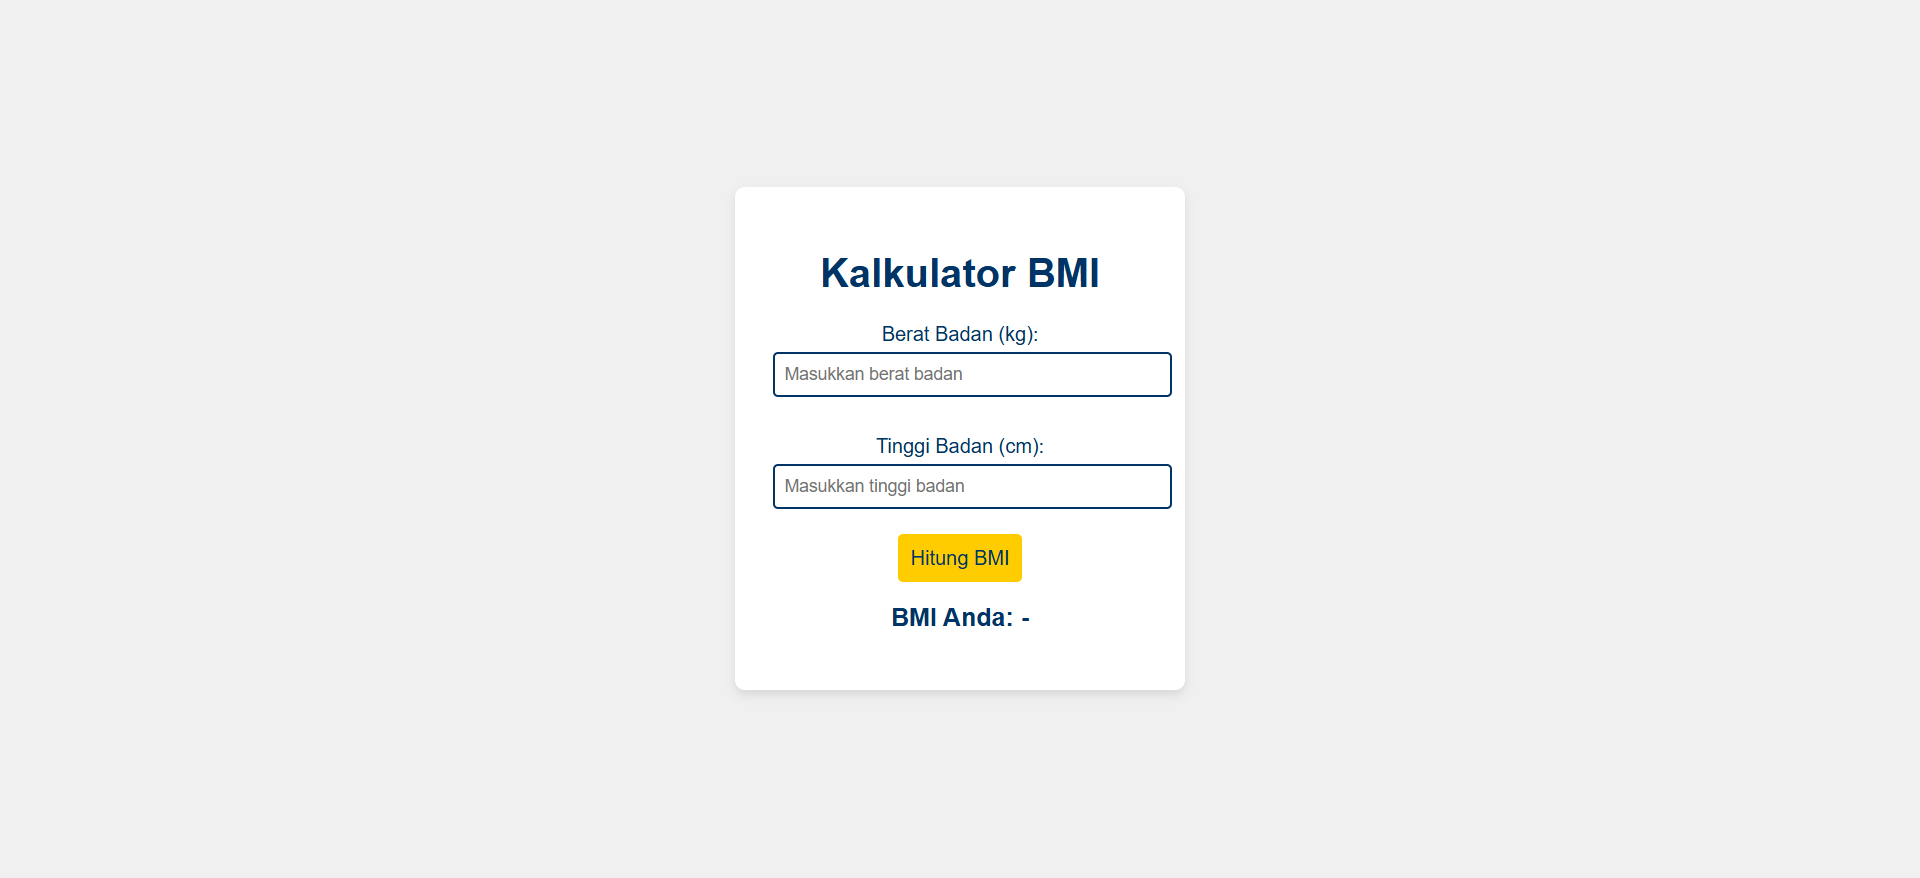 Kalkulator BMI
Berat Badan (kg):
Masukkan berat badan
Tinggi Badan (cm):
Masukkan tinggi badan
Hitung BMI
BMI Anda: -